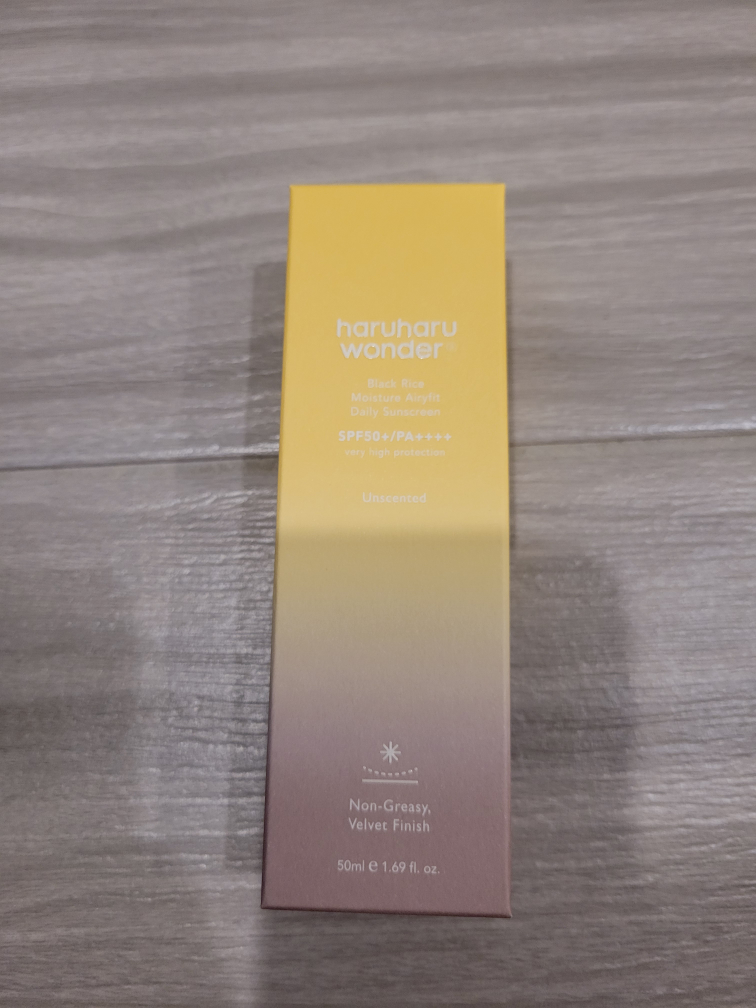 haruharu
wonder®
Black Rice
Moisture Airyfit
Daily Sunscreen
SPF50+/PA++++
very high protection
Unscented
Non-Greasy,
Velvet Finish
50ml ℮ 1.69 fl. oz.